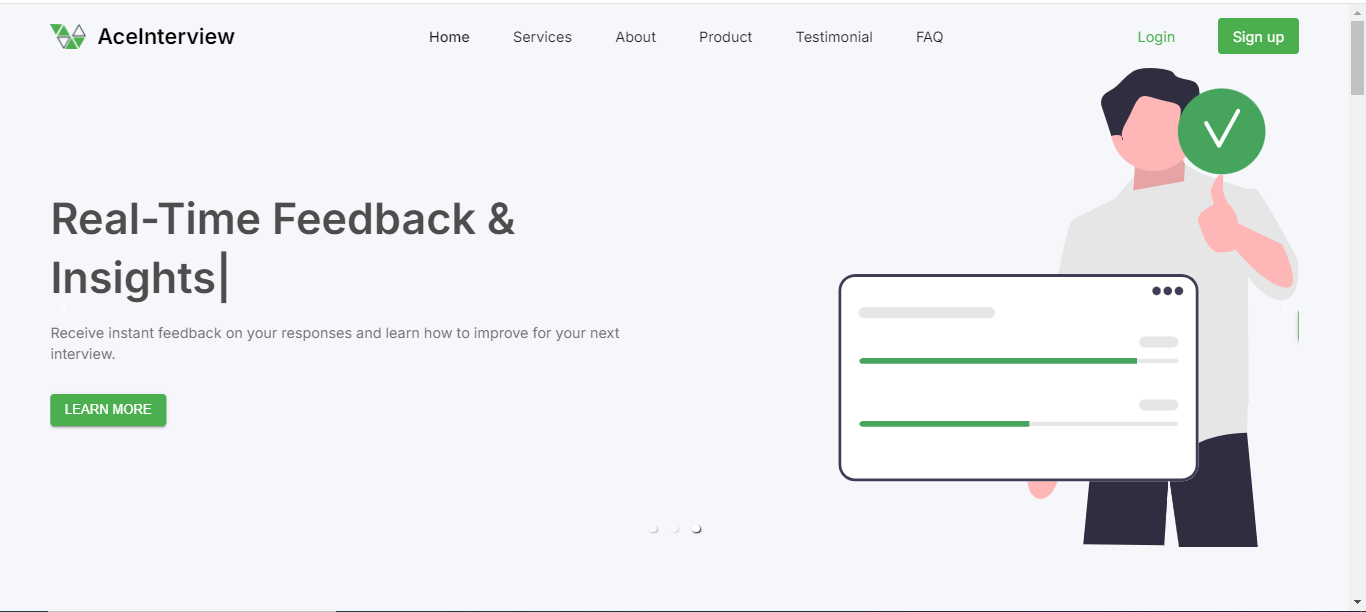 AceInterview
Home Services About Product Testimonial FAQ Login Sign up
Real-Time Feedback &
Insights|
Receive instant feedback on your responses and learn how to improve for your next
interview.
LEARN MORE